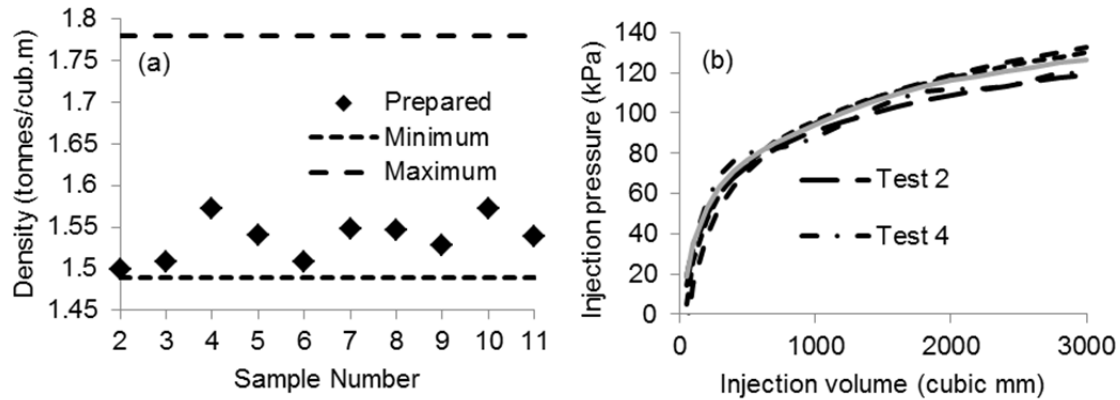 1.8
1.75
1.7
1.65
1.6
1.55
1.5
1.45
Density (tonnes/cub.m)
(a)
Prepared
Minimum
Maximum
2 3 4 5 6 7 8 9 10 11
Sample Number
140
120
100
80
60
40
20
0
Injection pressure (kPa)
(b)
Test 2
Test 4
0 1000 2000 3000
Injection volume (cubic mm)